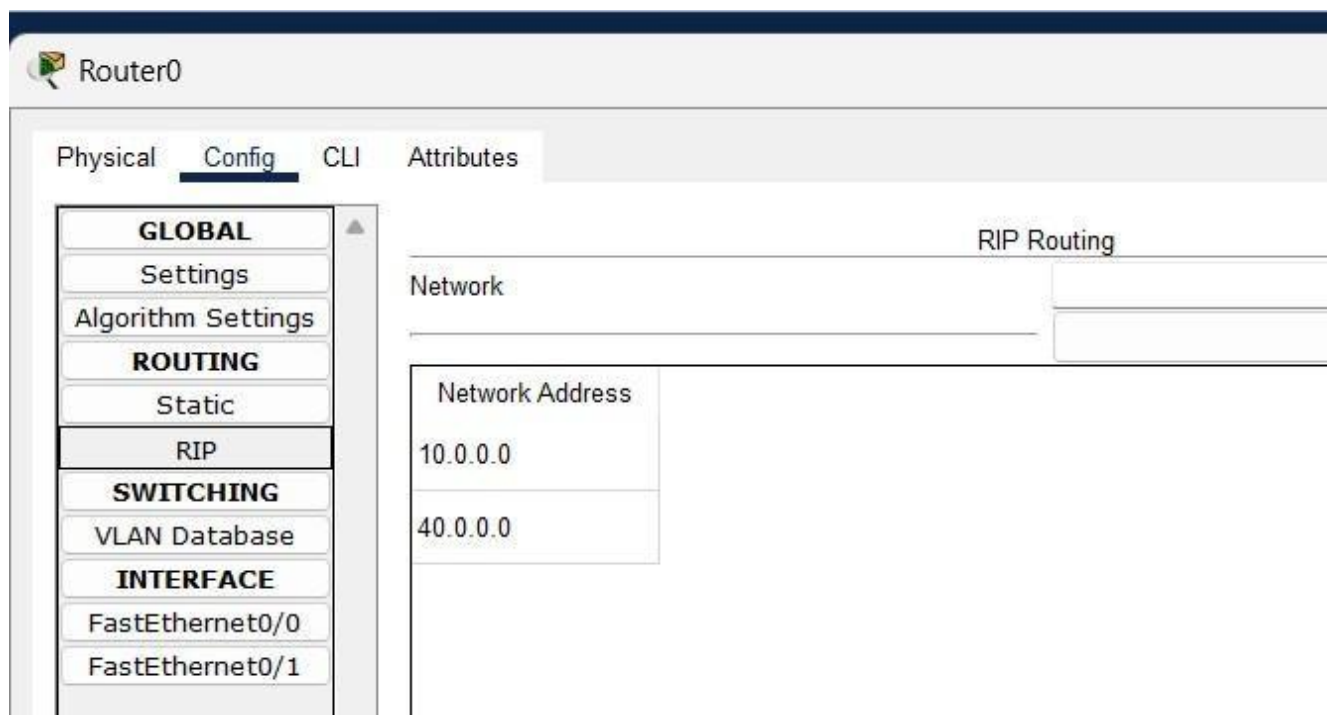 Router0
Physical Config CLI Attributes
GLOBAL
Settings
Algorithm Settings
ROUTING
Static
RIP
SWITCHING
VLAN Database
INTERFACE
FastEthernet0/0
FastEthernet0/1
RIP Routing
Network
Network Address
10.0.0.0
40.0.0.0